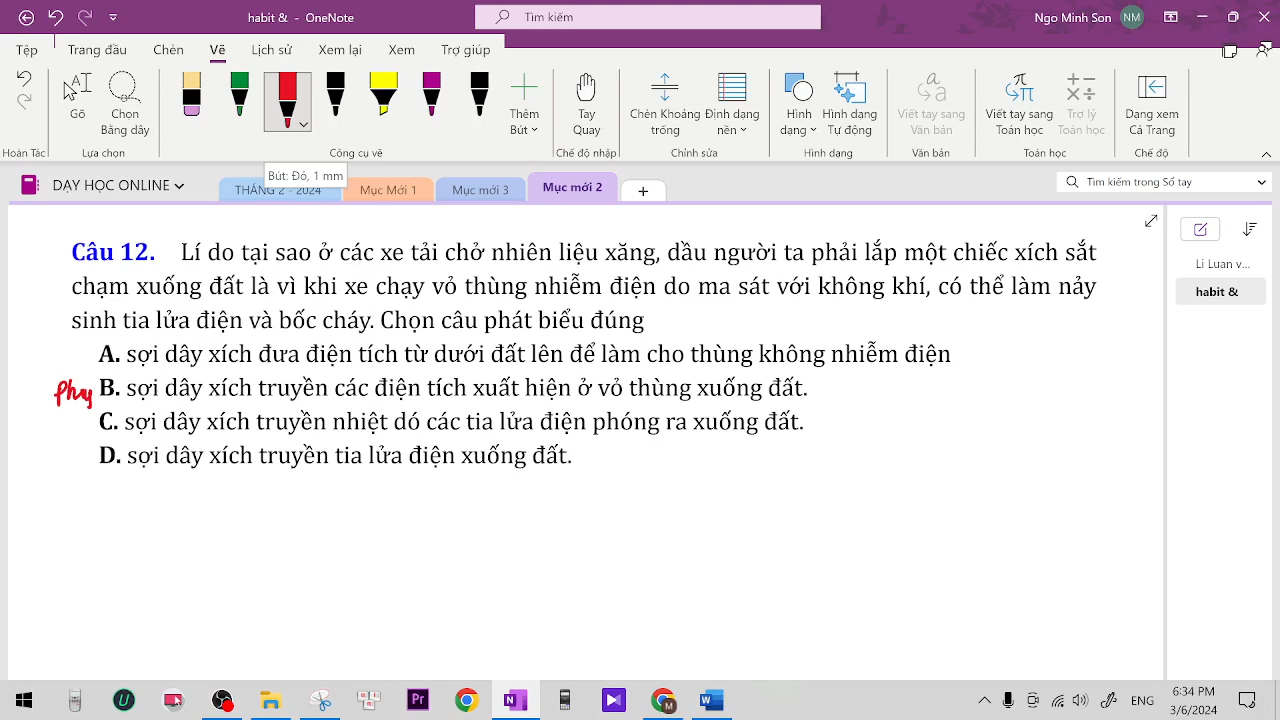 habit & - OneNote
Tìm kiếm
Ngo Minh Son
NM
Tệp
Trang đầu
Chèn
Vẽ
Lịch sử
Xem lại
Xem
Trợ giúp
Hoàn Tác
Gõ
Chọn
Bằng dây
Lựa chọn
Thêm
Bút
Công cụ vẽ
Tay
Quay
Chế độ nhập
Chèn Khoảng
trống
Định dạng
nền
Chỉnh sửa
Hình
dạng
Hình dạng
Tự động
Hình dạng
Viết tay sang
Văn bản
Văn bản
Viết tay sang
Toán học
Trợ lý
Toán học
Toán học
Dạng xem
Cả Trang
Chế độ
Bút: Đỏ, 1 mm
DẠY HỌC ONLINE
THÁNG 2 - 2024
Mục Mới 1
Mục mới 3
Mục mới 2
+
Tìm kiếm trong Sổ tay
Câu 12. Lí do tại sao ở các xe tải chở nhiên liệu xăng, dầu người ta phải lắp một chiếc xích sắt
chạm xuống đất là vì khi xe chạy vỏ thùng nhiễm điện do ma sát với không khí, có thể làm nảy
sinh tia lửa điện và bốc cháy. Chọn câu phát biểu đúng
A. sợi dây xích đưa điện tích từ dưới đất lên để làm cho thùng không nhiễm điện
B. sợi dây xích truyền các điện tích xuất hiện ở vỏ thùng xuống đất.
C. sợi dây xích truyền nhiệt dó các tia lửa điện phóng ra xuống đất.
D. sợi dây xích truyền tia lửa điện xuống đất.
Li Luan v...
habit &
ENG
6:34 PM
3/6/2024